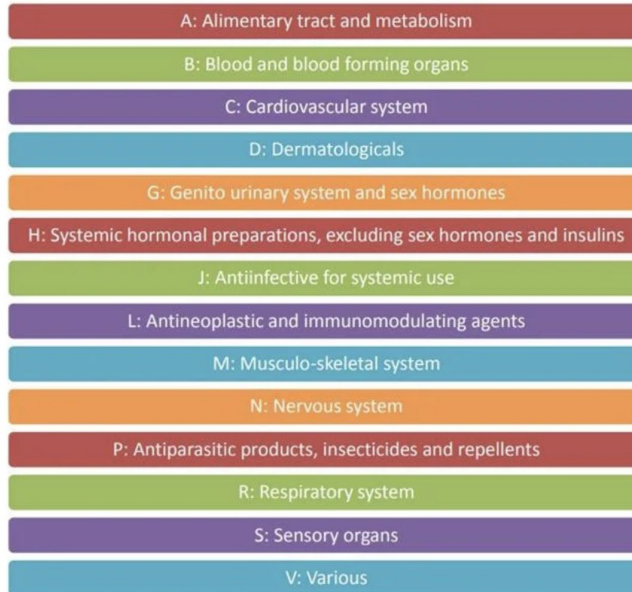 A: Alimentary tract and metabolism
B: Blood and blood forming organs
C: Cardiovascular system
D: Dermatologicals
G: Genito urinary system and sex hormones
H: Systemic hormonal preparations, excluding sex hormones and insulins
J: Antiinfective for systemic use
L: Antineoplastic and immunomodulating agents
M: Musculo-skeletal system
N: Nervous system
P: Antiparasitic products, insecticides and repellents
R: Respiratory system
S: Sensory organs
V: Various